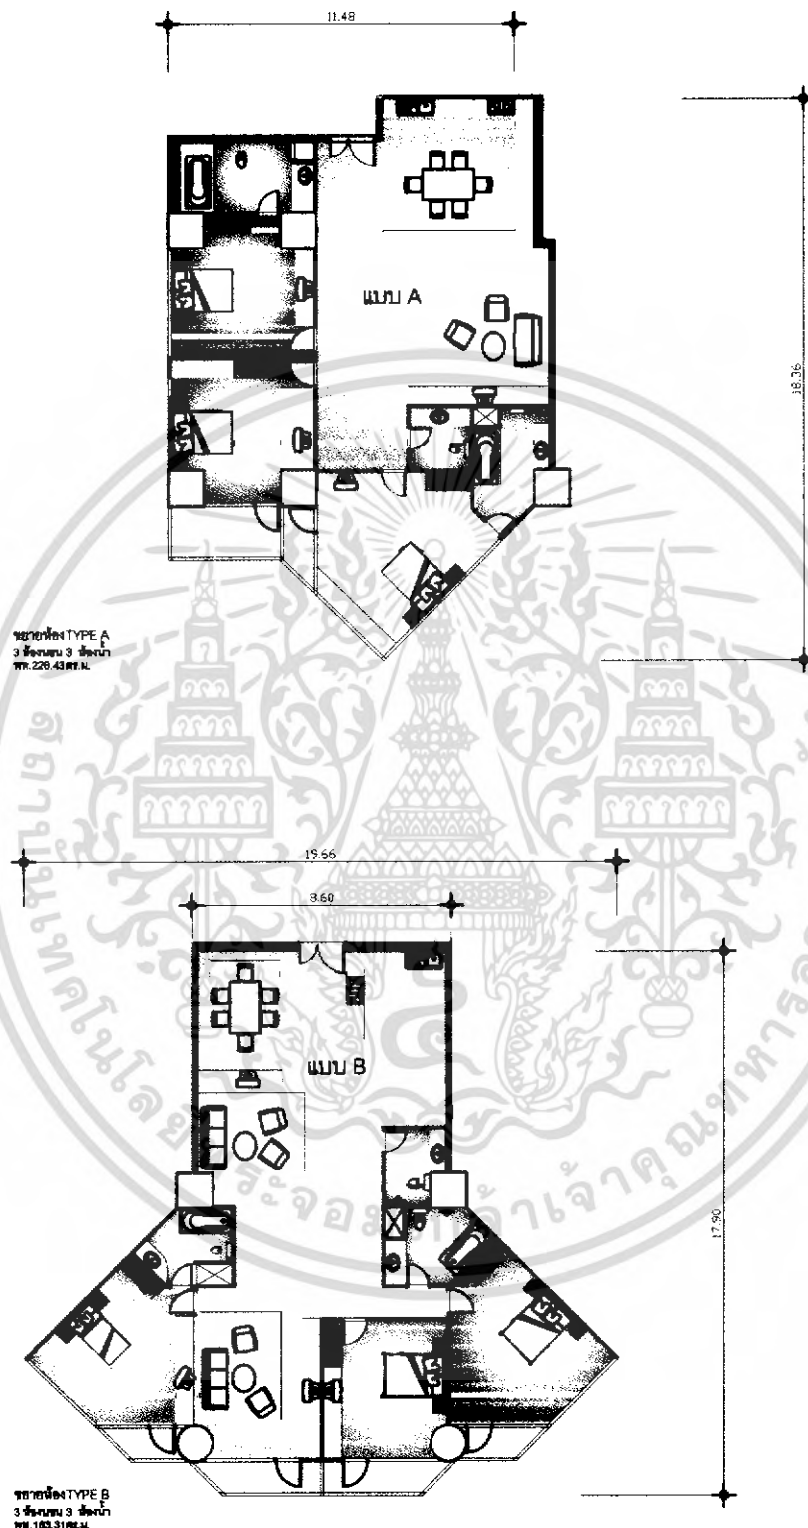 11.48
18.36
แบบ A
ขยายห้อง TYPE A
3 ห้องนอน 3 ห้องน้ำ
พท.226.43ตร.ม.
19.66
8.60
แบบ B
17.90
ขยายห้อง TYPE B
3 ห้องนอน 3 ห้องน้ำ
พท.183.31ตร.ม.